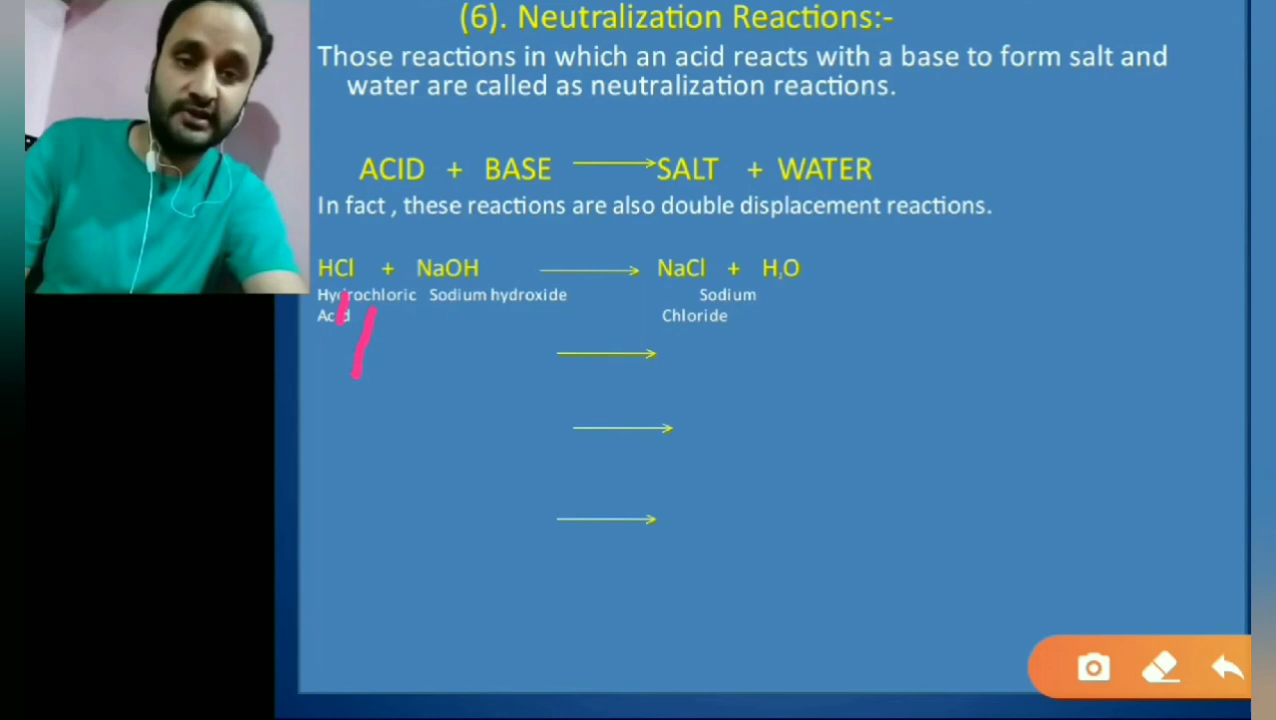 (6). Neutralization Reactions:-
Those reactions in which an acid reacts with a base to form salt and
water are called as neutralization reactions.
ACID + BASE ⟶ SALT + WATER
In fact , these reactions are also double displacement reactions.
HCl + NaOH ⟶ NaCl + H₂O
Hydrochloric Sodium hydroxide Sodium
Acid Chloride